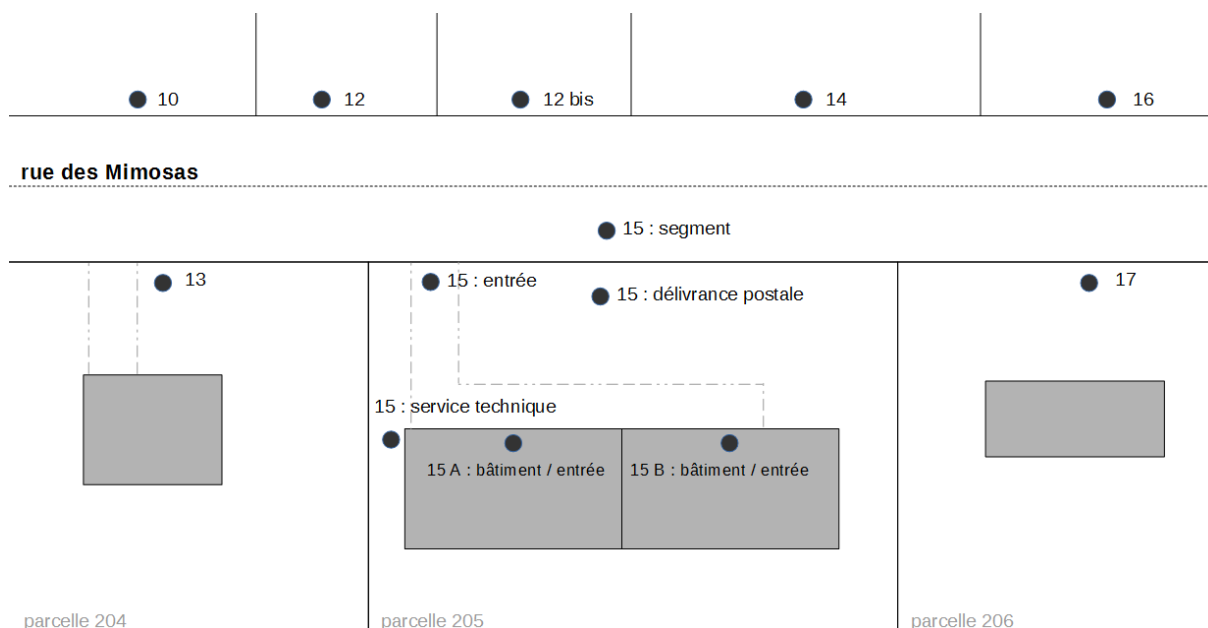 10
12
12 bis
14
16
rue des Mimosas
15 : segment
13
15 : entrée
15 : délivrance postale
17
15 : service technique
15 A : bâtiment / entrée
15 B : bâtiment / entrée
parcelle 204
parcelle 205
parcelle 206